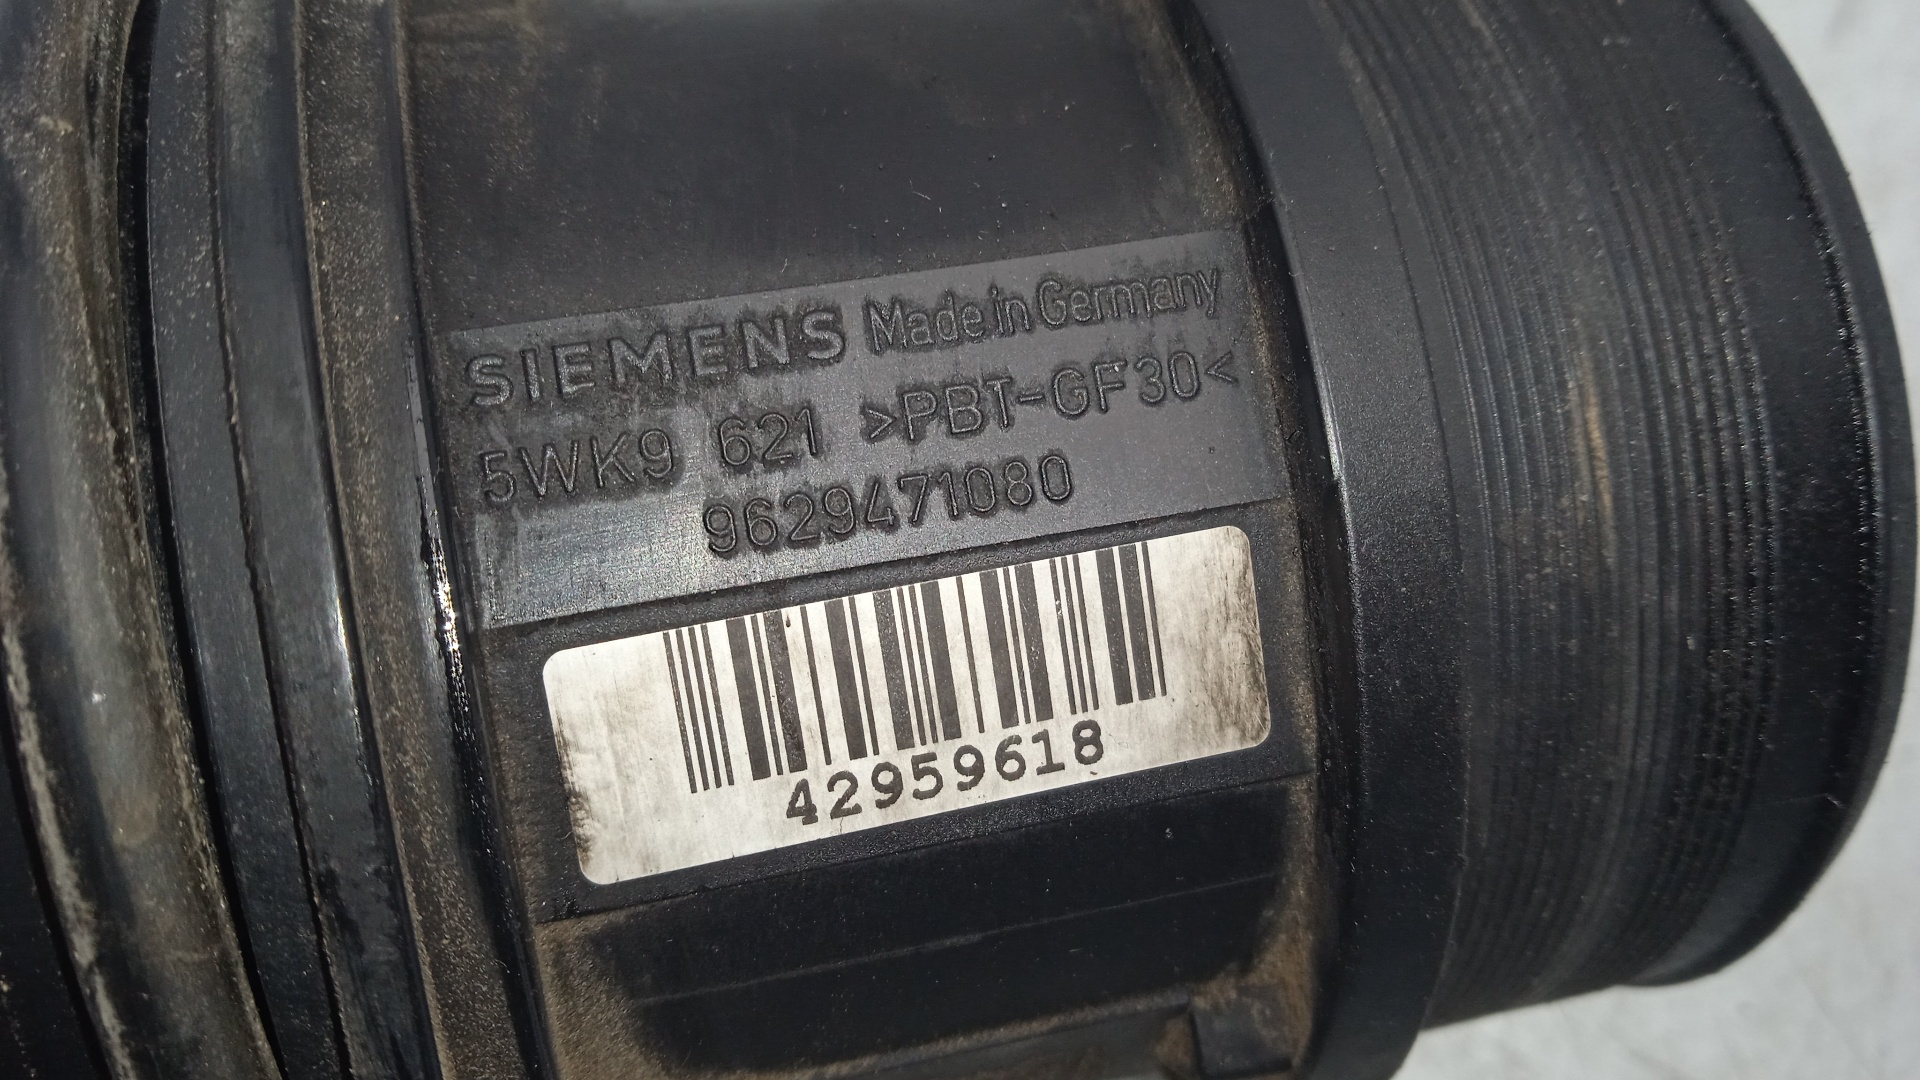 SIEMENS Made in Germany
5WK9 621 >PBT-GF30<
9629471080
42959618